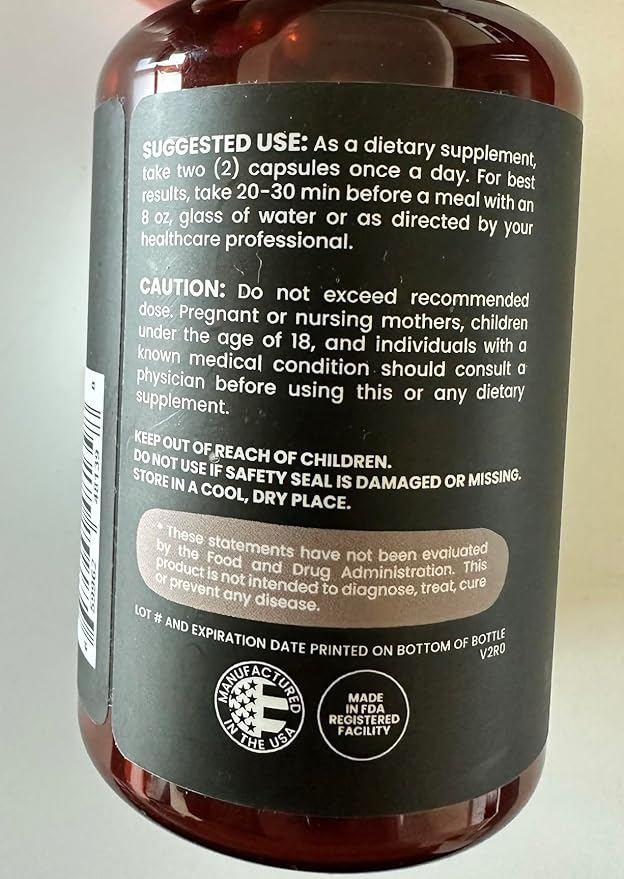 SUGGESTED USE: As a dietary supplement,
take two (2) capsules once a day. For best
results, take 20-30 min before a meal with an
8 oz, glass of water or as directed by your
healthcare professional.
CAUTION: Do not exceed recommended
dose. Pregnant or nursing mothers, children
under the age of 18, and individuals with a
known medical condition should consult a
physician before using this or any dietary
supplement.
KEEP OUT OF REACH OF CHILDREN.
DO NOT USE IF SAFETY SEAL IS DAMAGED OR MISSING.
STORE IN A COOL, DRY PLACE.
* These statements have not been evaluated
by the Food and Drug Administration. This
product is not intended to diagnose, treat, cure
or prevent any disease.
LOT # AND EXPIRATION DATE PRINTED ON BOTTOM OF BOTTLE
V2R0
MANUFACTURED
IN THE USA
MADE
IN FDA
REGISTERED
FACILITY